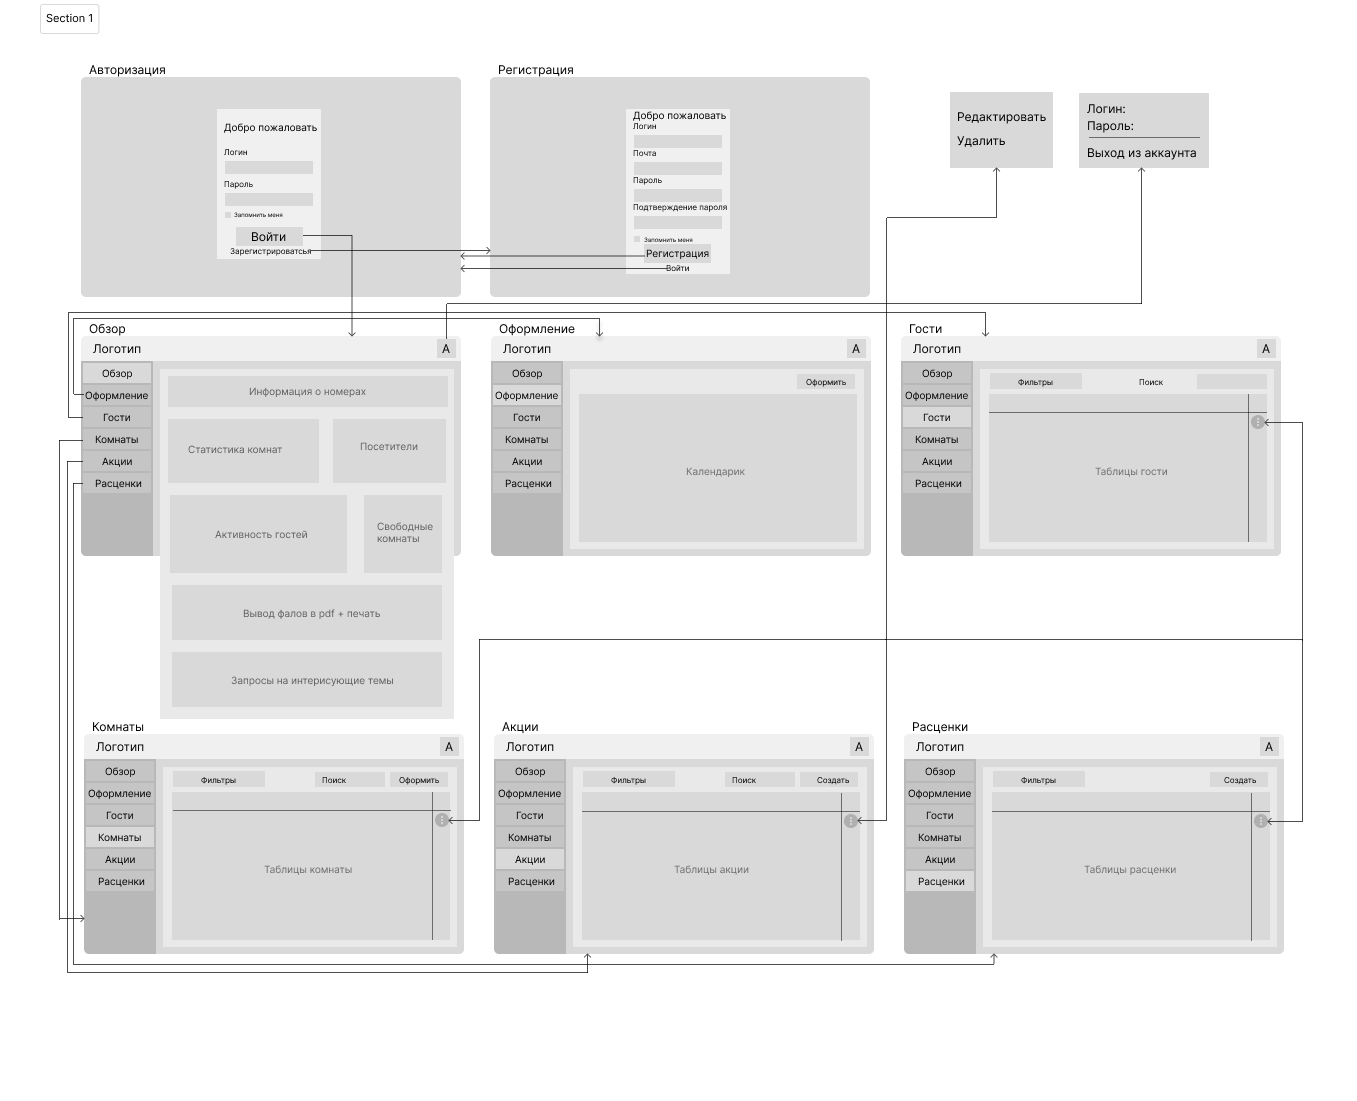 Section 1
Авторизация
Добро пожаловать
Логин
Пароль
Запомнить меня
Войти
Зарегистрироваться
Регистрация
Добро пожаловать
Логин
Почта
Пароль
Подтверждение пароля
Запомнить меня
Регистрация
Войти
Редактировать
Удалить
Логин:
Пароль:
Выход из аккаунта
Обзор
Логотип
A
Обзор
Оформление
Гости
Комнаты
Акции
Расценки
Информация о номерах
Статистика комнат
Посетители
Активность гостей
Свободные
комнаты
Вывод фалов в pdf + печать
Запросы на интерисующие темы
Оформление
Логотип
A
Обзор
Оформление
Гости
Комнаты
Акции
Расценки
Оформить
Календарик
Гости
Логотип
A
Обзор
Оформление
Гости
Комнаты
Акции
Расценки
Фильтры
Поиск
Таблицы гости
Комнаты
Логотип
A
Обзор
Оформление
Гости
Комнаты
Акции
Расценки
Фильтры
Поиск
Оформить
Таблицы комнаты
Акции
Логотип
A
Обзор
Оформление
Гости
Комнаты
Акции
Расценки
Фильтры
Поиск
Создать
Таблицы акции
Расценки
Логотип
A
Обзор
Оформление
Гости
Комнаты
Акции
Расценки
Фильтры
Создать
Таблицы расценки